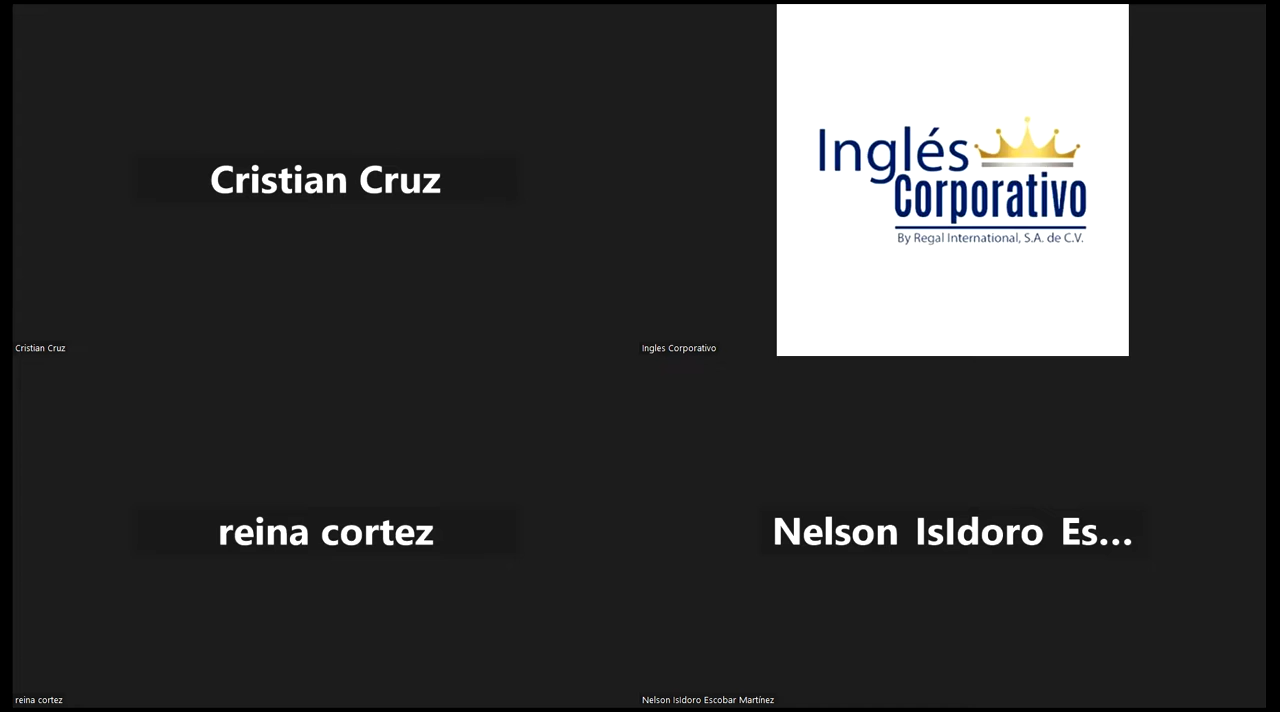 Cristian Cruz
Cristian Cruz
Inglés
Corporativo
By Regal International, S.A. de C.V.
Ingles Corporativo
reina cortez
reina cortez
Nelson IsIdoro Es...
Nelson IsIdoro Escobar Martínez